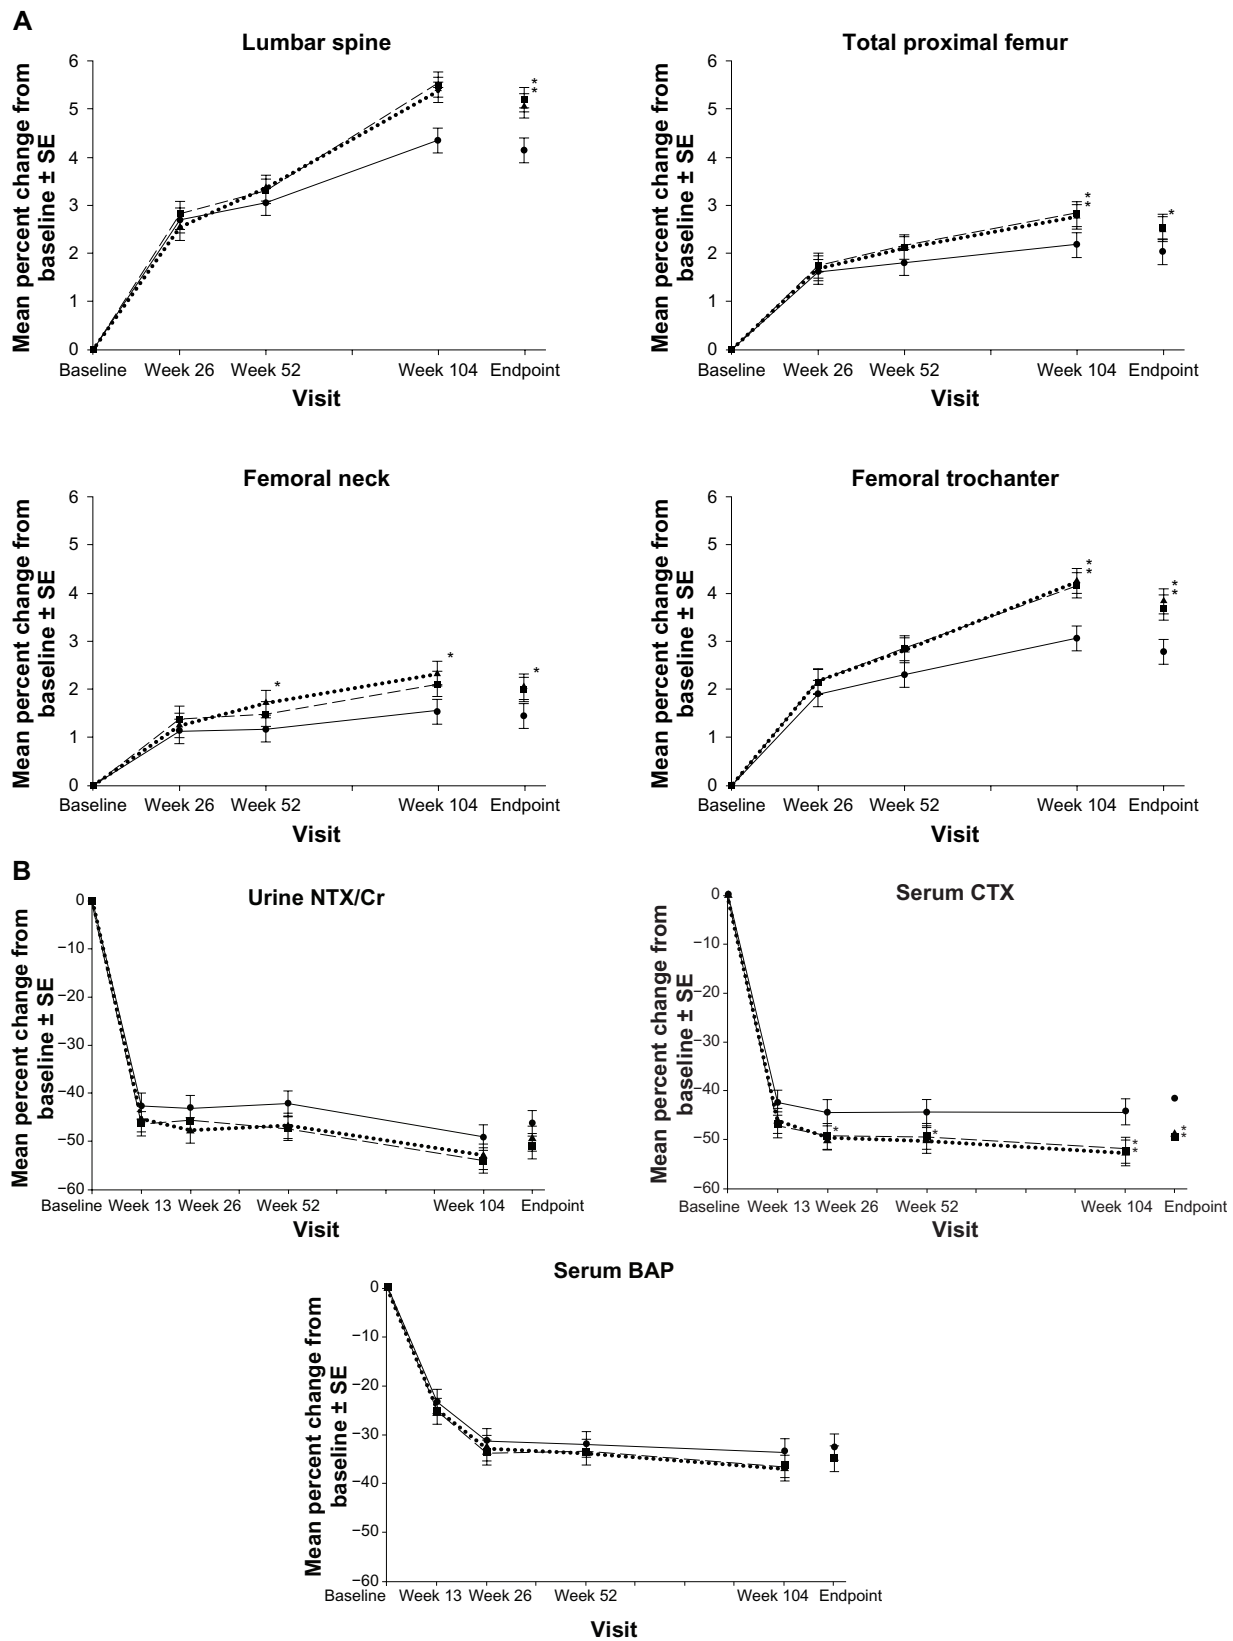 A
Lumbar spine
Mean percent change from
baseline ± SE
6
5
4
3
2
1
0
*
*
Baseline Week 26 Week 52 Week 104 Endpoint
Visit
Total proximal femur
Mean percent change from
baseline ± SE
6
5
4
3
2
1
0
*
*
*
Baseline Week 26 Week 52 Week 104 Endpoint
Visit
Femoral neck
Mean percent change from
baseline ± SE
6
5
4
3
2
1
0
*
*
*
Baseline Week 26 Week 52 Week 104 Endpoint
Visit
Femoral trochanter
Mean percent change from
baseline ± SE
6
5
4
3
2
1
0
*
*
*
*
Baseline Week 26 Week 52 Week 104 Endpoint
Visit
B
Urine NTX/Cr
Mean percent change from
baseline ± SE
0
−10
−20
−30
−40
−50
−60
Baseline Week 13 Week 26 Week 52 Week 104 Endpoint
Visit
Serum CTX
Mean percent change from
baseline ± SE
0
−10
−20
−30
−40
−50
−60
*
*
*
*
*
*
Baseline Week 13 Week 26 Week 52 Week 104 Endpoint
Visit
Serum BAP
Mean percent change from
baseline ± SE
0
−10
−20
−30
−40
−50
−60
Baseline Week 13 Week 26 Week 52 Week 104 Endpoint
Visit